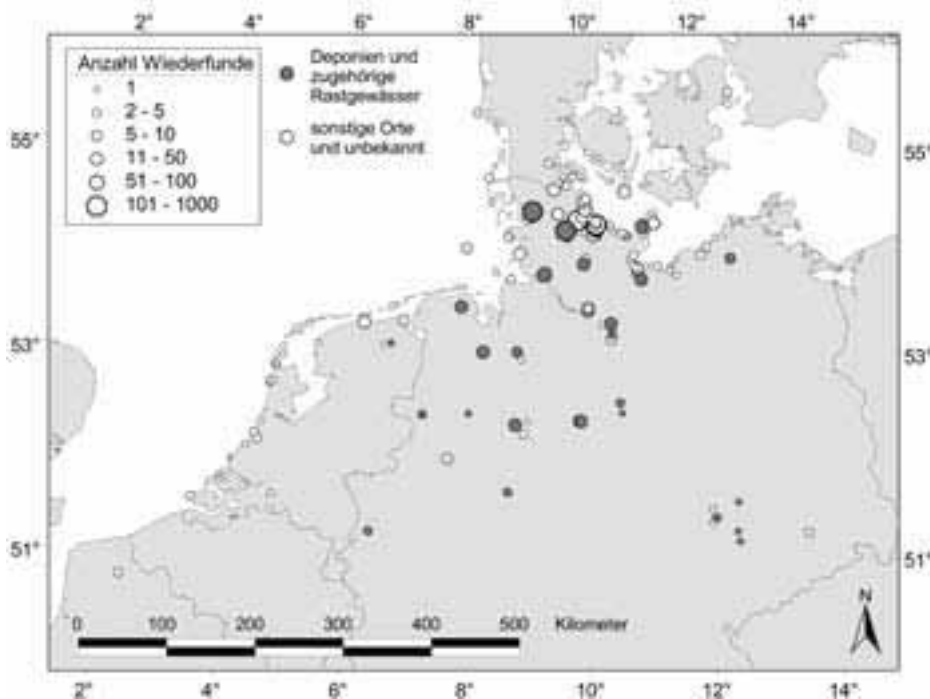 2° 4° 6° 8° 10° 12° 14°
Anzahl Wiederfunde
1
2 - 5
5 - 10
11 - 50
51 - 100
101 - 1000
Deponien und
zugehörige
Rastgewässer
sonstige Orte
und unbekannt
55° 55°
53° 53°
51° 51°
N
0 100 200 300 400 500 Kilometer
2° 4° 6° 8° 10° 12° 14°